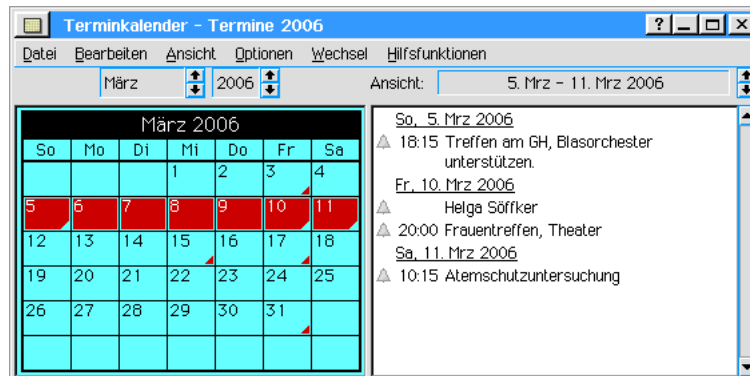 Terminkalender - Termine 2006
?
Datei Bearbeiten Ansicht Optionen Wechsel Hilfsfunktionen
März 2006 Ansicht: 5. Mrz - 11. Mrz 2006
März 2006
So Mo Di Mi Do Fr Sa
1 2 3 4
5 6 7 8 9 10 11
12 13 14 15 16 17 18
19 20 21 22 23 24 25
26 27 28 29 30 31
So, 5. Mrz 2006
18:15 Treffen am GH, Blasorchester
unterstützen.
Fr, 10. Mrz 2006
Helga Söffker
20:00 Frauentreffen, Theater
Sa, 11. Mrz 2006
10:15 Atemschutzuntersuchung